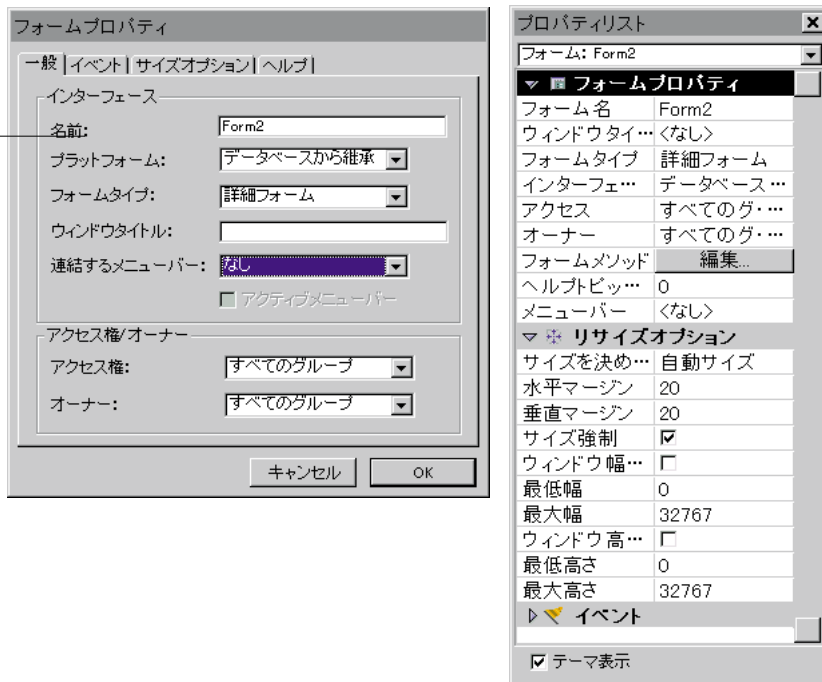 フォームプロパティ
一般 イベント サイズオプション ヘルプ
インターフェース
名前: Form2
プラットフォーム: データベースから継承
フォームタイプ: 詳細フォーム
ウィンドウタイトル:
連結するメニューバー: なし
アクティブメニューバー
アクセス権/オーナー
アクセス権: すべてのグループ
オーナー: すべてのグループ
キャンセル OK
プロパティリスト
フォーム: Form2
フォームプロパティ
フォーム名 Form2
ウィンドウタイ… <なし>
フォームタイプ 詳細フォーム
インターフェ… データベース…
アクセス すべてのグ・…
オーナー すべてのグ・…
フォームメソッド 編集...
ヘルプトピッ… 0
メニューバー <なし>
リサイズオプション
サイズを決め… 自動サイズ
水平マージン 20
垂直マージン 20
サイズ強制
ウィンドウ幅…
最低幅 0
最大幅 32767
ウィンドウ高…
最低高さ 0
最大高さ 32767
イベント
テーマ表示